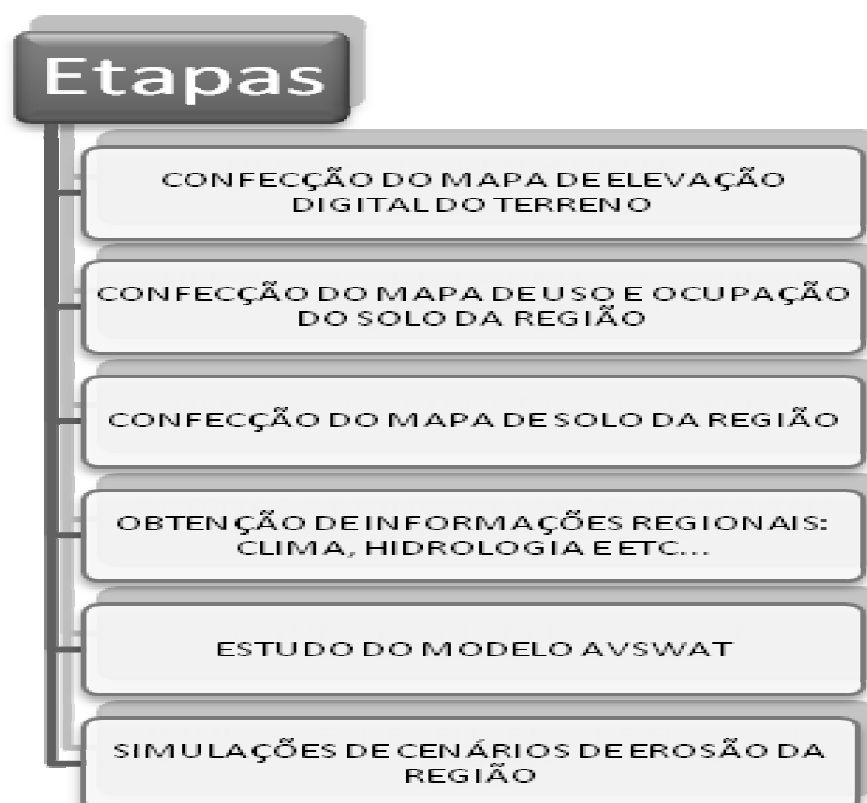 Etapas
CONFECÇÃO DO MAPA DE ELEVAÇÃO
DIGITAL DO TERRENO
CONFECÇÃO DO MAPA DE USO E OCUPAÇÃO
DO SOLO DA REGIÃO
CONFECÇÃO DO MAPA DE SOLO DA REGIÃO
OBTENÇÃO DE INFORMAÇÕES REGIONAIS:
CLIMA, HIDROLOGIA E ETC...
ESTUDO DO MODELO AVSWAT
SIMULAÇÕES DE CENÁRIOS DE EROSÃO DA
REGIÃO